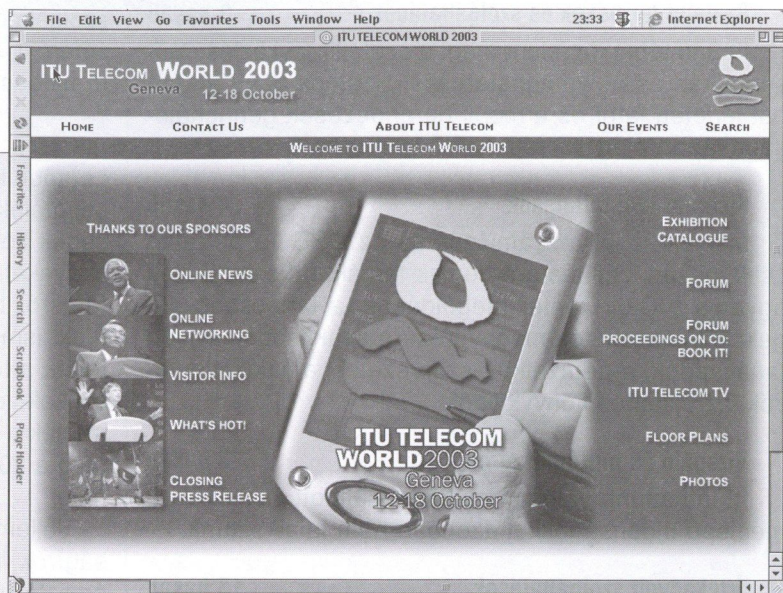 File Edit View Go Favorites Tools Window Help 23:33 Internet Explorer
ITU TELECOM WORLD 2003
ITU TELECOM WORLD 2003
Geneva 12-18 October
HOME CONTACT US ABOUT ITU TELECOM OUR EVENTS SEARCH
WELCOME TO ITU TELECOM WORLD 2003
Favorites
History
Search
Scrapbook
Page Holder
THANKS TO OUR SPONSORS
ONLINE NEWS
ONLINE
NETWORKING
VISITOR INFO
WHAT'S HOT!
CLOSING
PRESS RELEASE
ITU TELECOM
WORLD2003
Geneva
12-18 October
EXHIBITION
CATALOGUE
FORUM
FORUM
PROCEEDINGS ON CD:
BOOK IT!
ITU TELECOM TV
FLOOR PLANS
PHOTOS